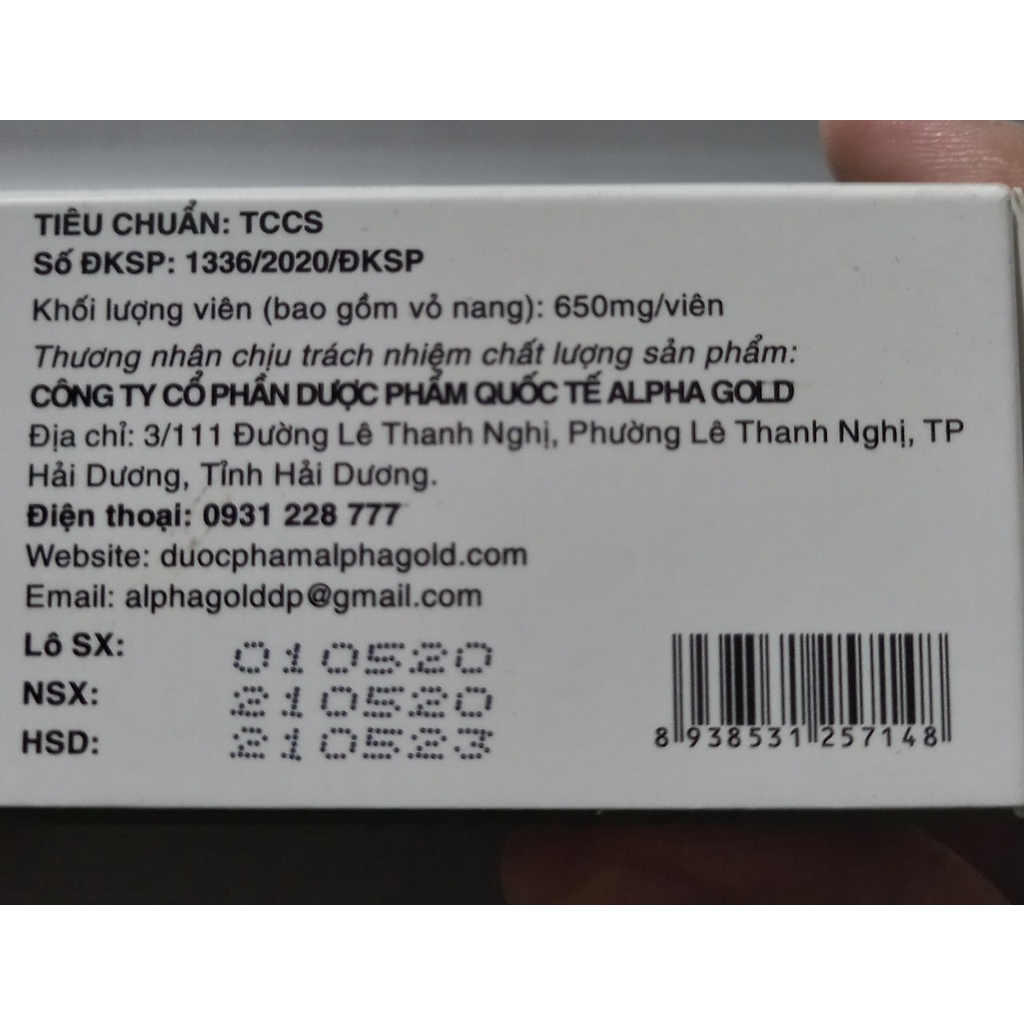 TIÊU CHUẨN: TCCS
Số ĐKSP: 1336/2020/ĐKSP
Khối lượng viên (bao gồm vỏ nang): 650mg/viên
Thương nhân chịu trách nhiệm chất lượng sản phẩm:
CÔNG TY CỔ PHẦN DƯỢC PHẨM QUỐC TẾ ALPHA GOLD
Địa chỉ: 3/111 Đường Lê Thanh Nghị, Phường Lê Thanh Nghị, TP
Hải Dương, Tỉnh Hải Dương.
Điện thoại: 0931 228 777
Website: duocphamalphagold.com
Email: alphagolddp@gmail.com
Lô SX: 010520
NSX: 210520
HSD: 210523
8 938531 257148